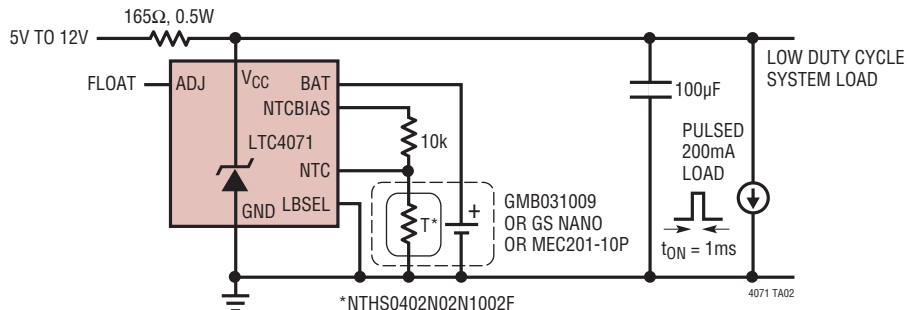 165Ω, 0.5W
5V TO 12V
FLOAT
ADJ
VCC
BAT
NTCBIAS
LTC4071
NTC
GND
LBSEL
10k
T*
+
GMB031009
OR GS NANO
OR MEC201-10P
100µF
LOW DUTY CYCLE
SYSTEM LOAD
PULSED
200mA
LOAD
tON = 1ms
4071 TA02
*NTHS0402N02N1002F